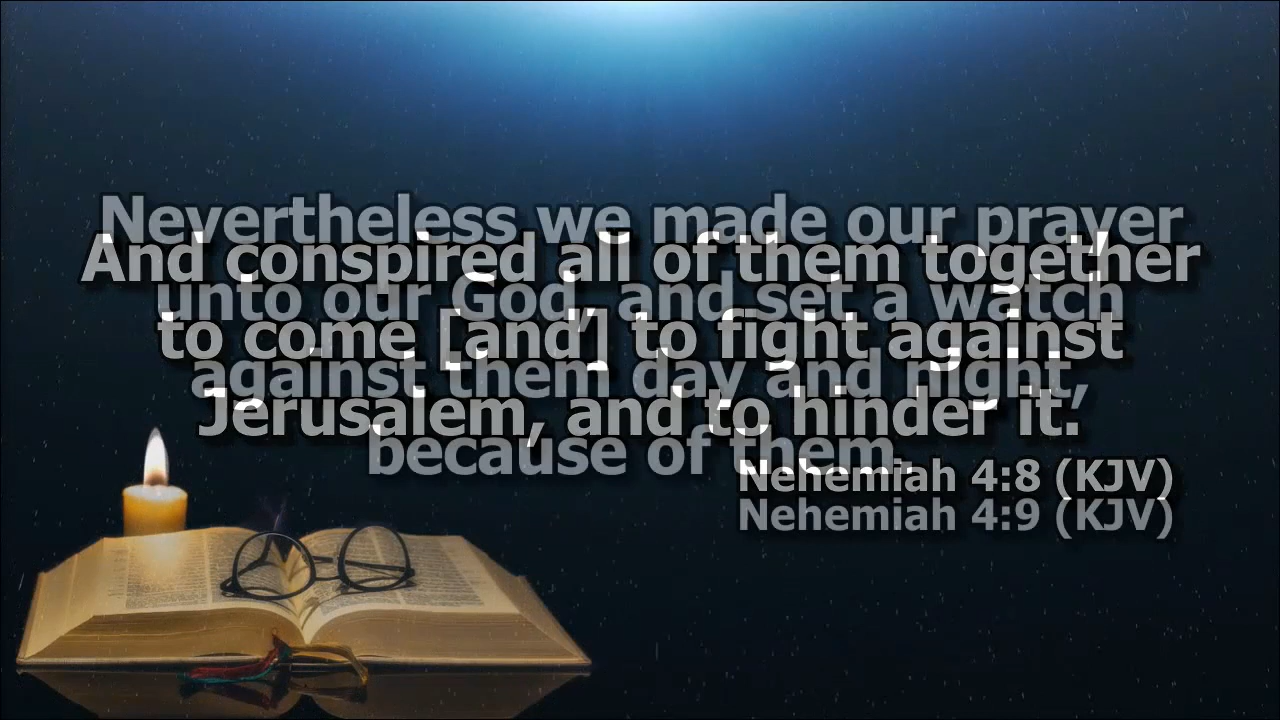 And conspired all of them together
to come [and] to fight against
Jerusalem, and to hinder it.
Nehemiah 4:8 (KJV)
Nevertheless we made our prayer
unto our God, and set a watch
against them day and night,
because of them.
Nehemiah 4:9 (KJV)